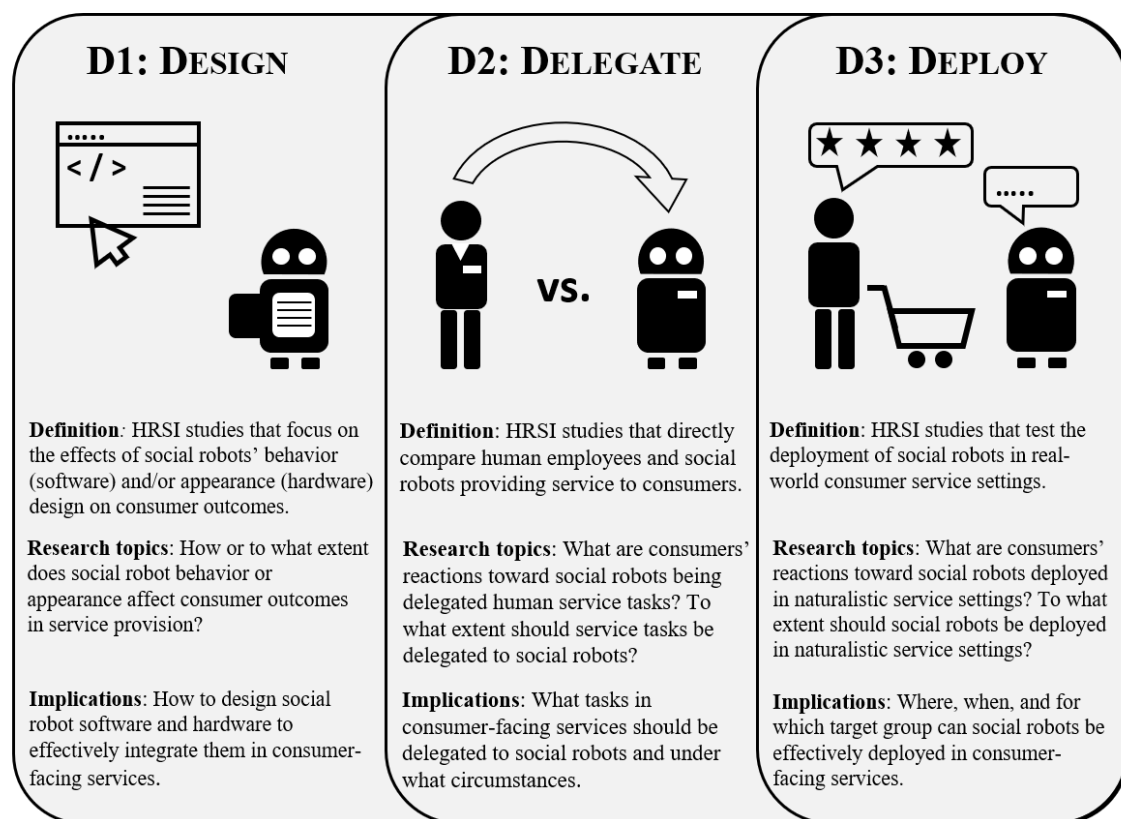 D1: DESIGN
</ >
Definition: HRSI studies that focus on
the effects of social robots' behavior
(software) and/or appearance (hardware)
design on consumer outcomes.
Research topics: How or to what extent
does social robot behavior or
appearance affect consumer outcomes
in service provision?
Implications: How to design social
robot software and hardware to
effectively integrate them in consumer-
facing services.
D2: DELEGATE
vs.
Definition: HRSI studies that directly
compare human employees and social
robots providing service to consumers.
Research topics: What are consumers'
reactions toward social robots being
delegated human service tasks? To
what extent should service tasks be
delegated to social robots?
Implications: What tasks in
consumer-facing services should be
delegated to social robots and under
what circumstances.
D3: DEPLOY
.....
Definition: HRSI studies that test the
deployment of social robots in real-
world consumer service settings.
Research topics: What are consumers'
reactions toward social robots deployed
in naturalistic service settings? To what
extent should social robots be deployed
in naturalistic service settings?
Implications: Where, when, and for
which target group can social robots be
effectively deployed in consumer-
facing services.